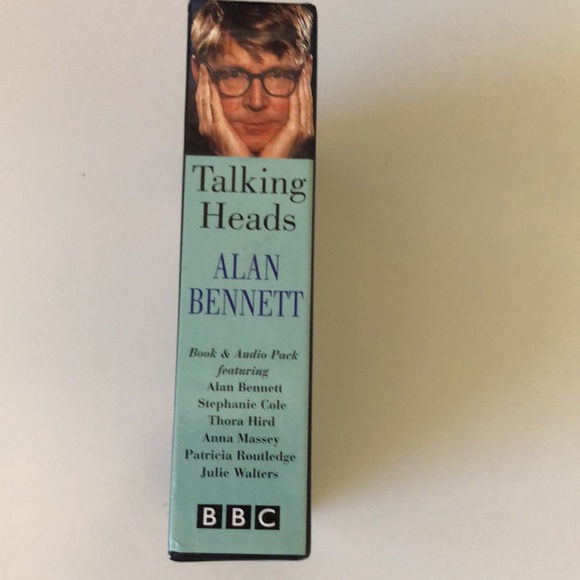 Talking
Heads
ALAN
BENNETT
Book & Audio Pack
featuring
Alan Bennett
Stephanie Cole
Thora Hird
Anna Massey
Patricia Routledge
Julie Walters
BBC